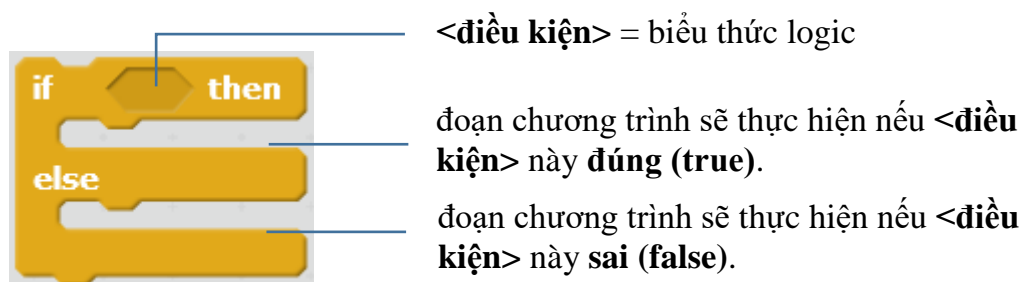 <điều kiện> = biểu thức logic
if then
đoạn chương trình sẽ thực hiện nếu <điều
kiện> này đúng (true).
else
đoạn chương trình sẽ thực hiện nếu <điều
kiện> này sai (false).